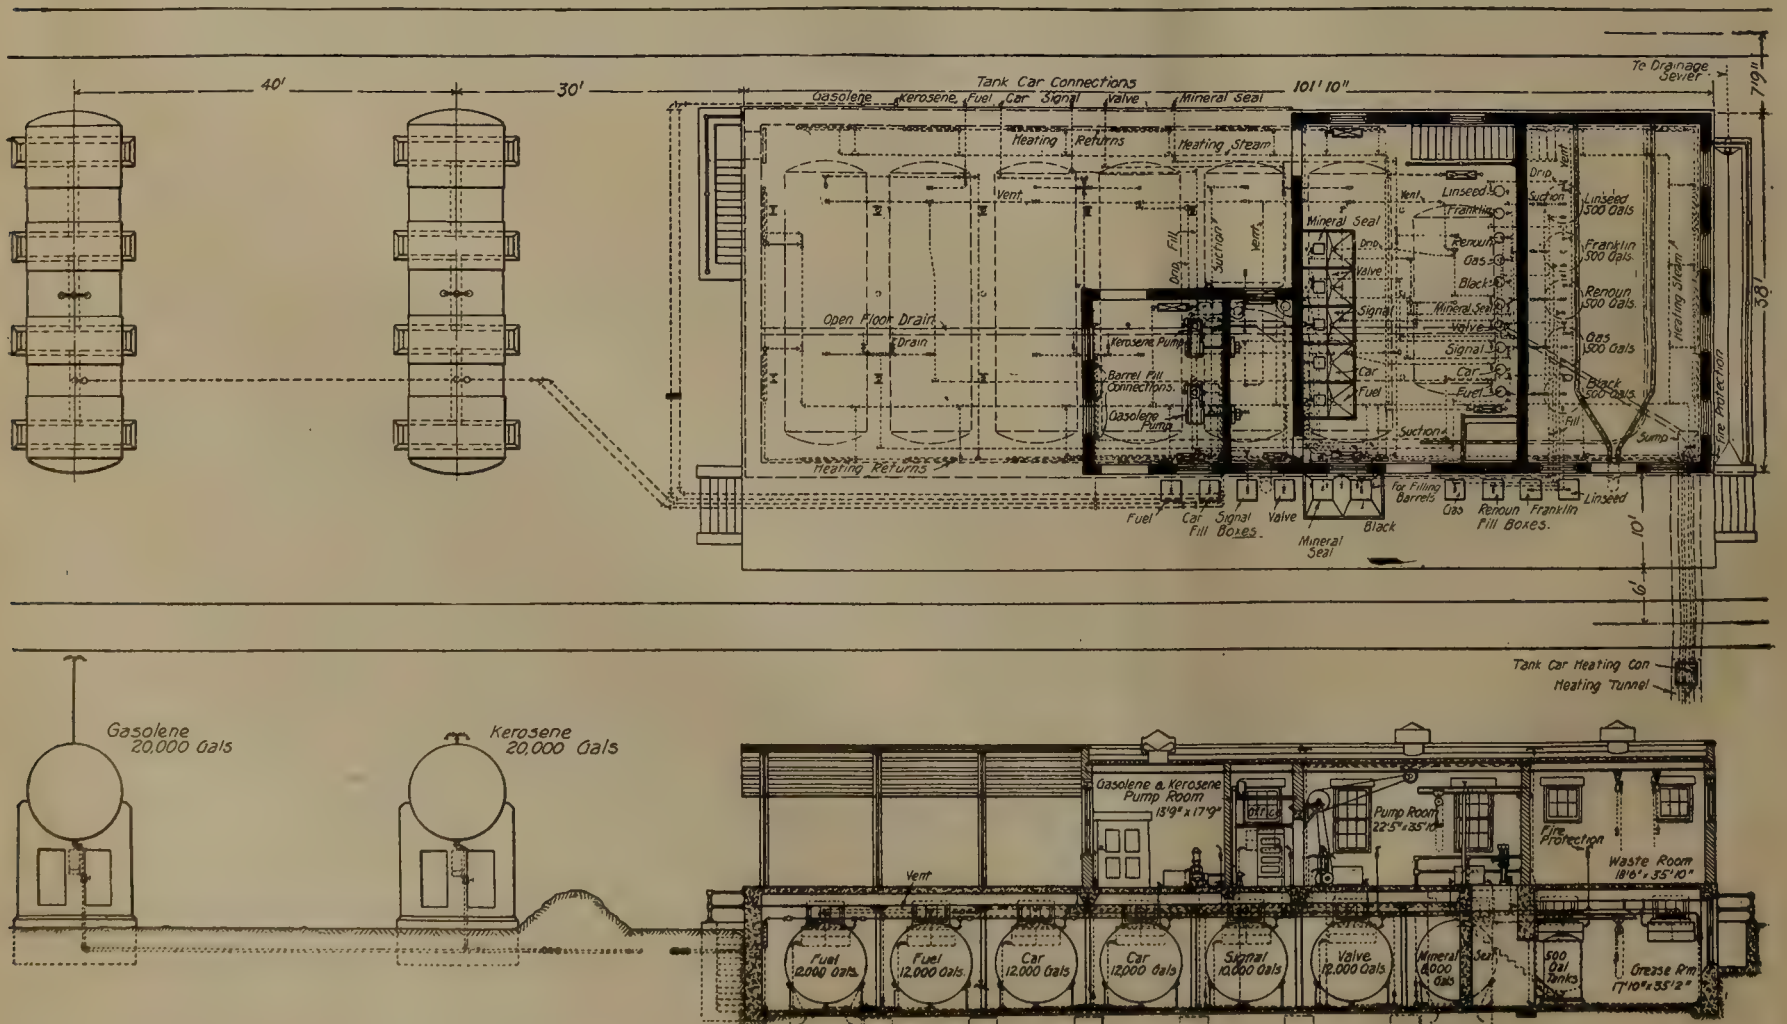 40'
30'
Tank Car Connections
101' 10"
To Drainage
Sewer
7'9"
Gasolene
Kerosene
Fuel
Car
Signal
Valve
Mineral Seal
Heating Returns
Heating Steam
Vent
Drip
Fill
Suction
Vent
Mineral Seal
Drip
Valve
Signal
Car
Fuel
Vent
Linseed
Franklin
Renoun
Gas
Black
Mineral Seal
Valve
Signal
Car
Fuel
Suction
Drip
Suction
Vent
Linseed
500 Gals
Franklin
500 Gals.
Renoun
500 Gals.
Gas
500 Gals
Black
500 Gals.
Heating Steam
38'
Fire Protection
Fill
Sump
Open Floor Drain
Drain
Kerosene Pump
Barrel Fill
Connections.
Gasolene
Pump
Heating Returns
Fuel
Car
Signal
Valve
Fill Boxes.
Mineral
Seal
Black
For Filling
Barrels
Gas
Renoun
Franklin
Linseed
Fill Boxes.
10'
6'
Tank Car Heating Con
Heating Tunnel
Gasolene
20,000 Gals
Kerosene
20,000 Gals
Gasolene & Kerosene
Pump Room
13'9" x 17'9"
Office
Pump Room
22'5" x 35'10"
Fire
Protection
Waste Room
18'6" x 35'10"
Vent
Fuel
12,000 Gals.
Fuel
12,000 Gals.
Car
12,000 Gals
Car
12,000 Gals
Signal
10,000 Gals
Valve
12,000 Gals
Mineral
Seal
Gals
500
Gal
Tanks
Grease R'm
17'10" x 35'2"